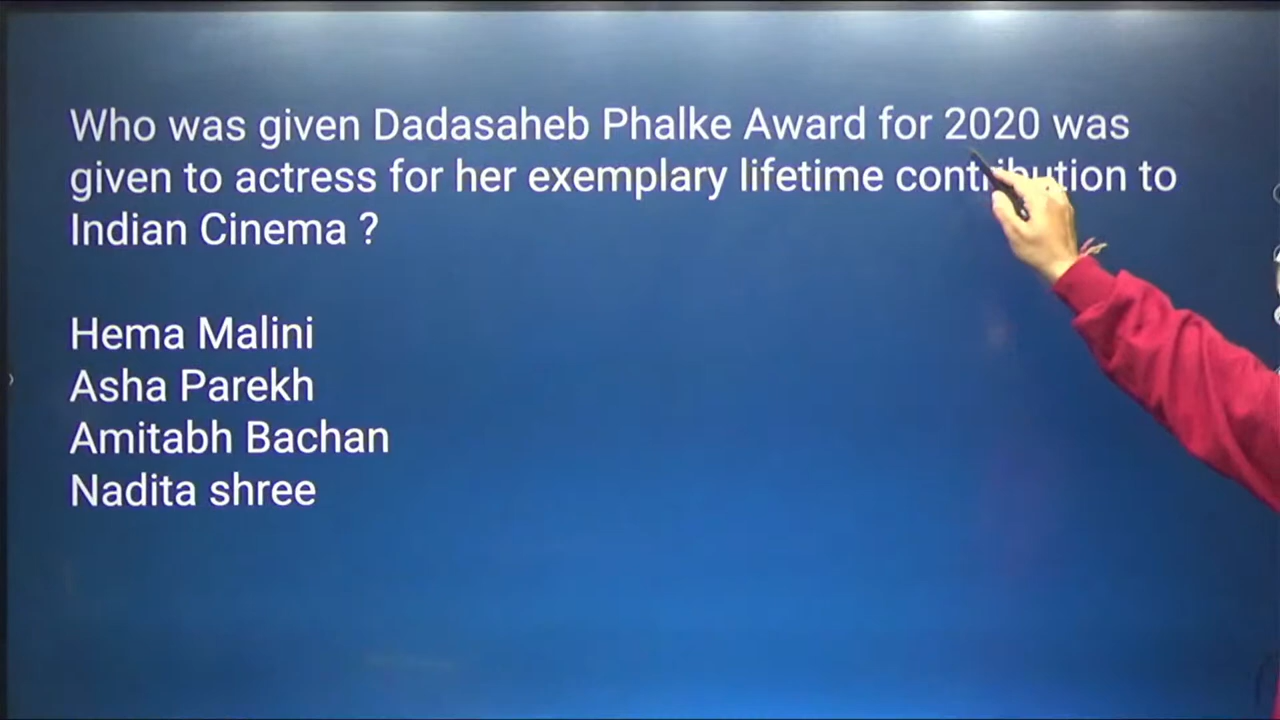 Who was given Dadasaheb Phalke Award for 2020 was
given to actress for her exemplary lifetime contribution to
Indian Cinema ?
Hema Malini
Asha Parekh
Amitabh Bachan
Nadita shree